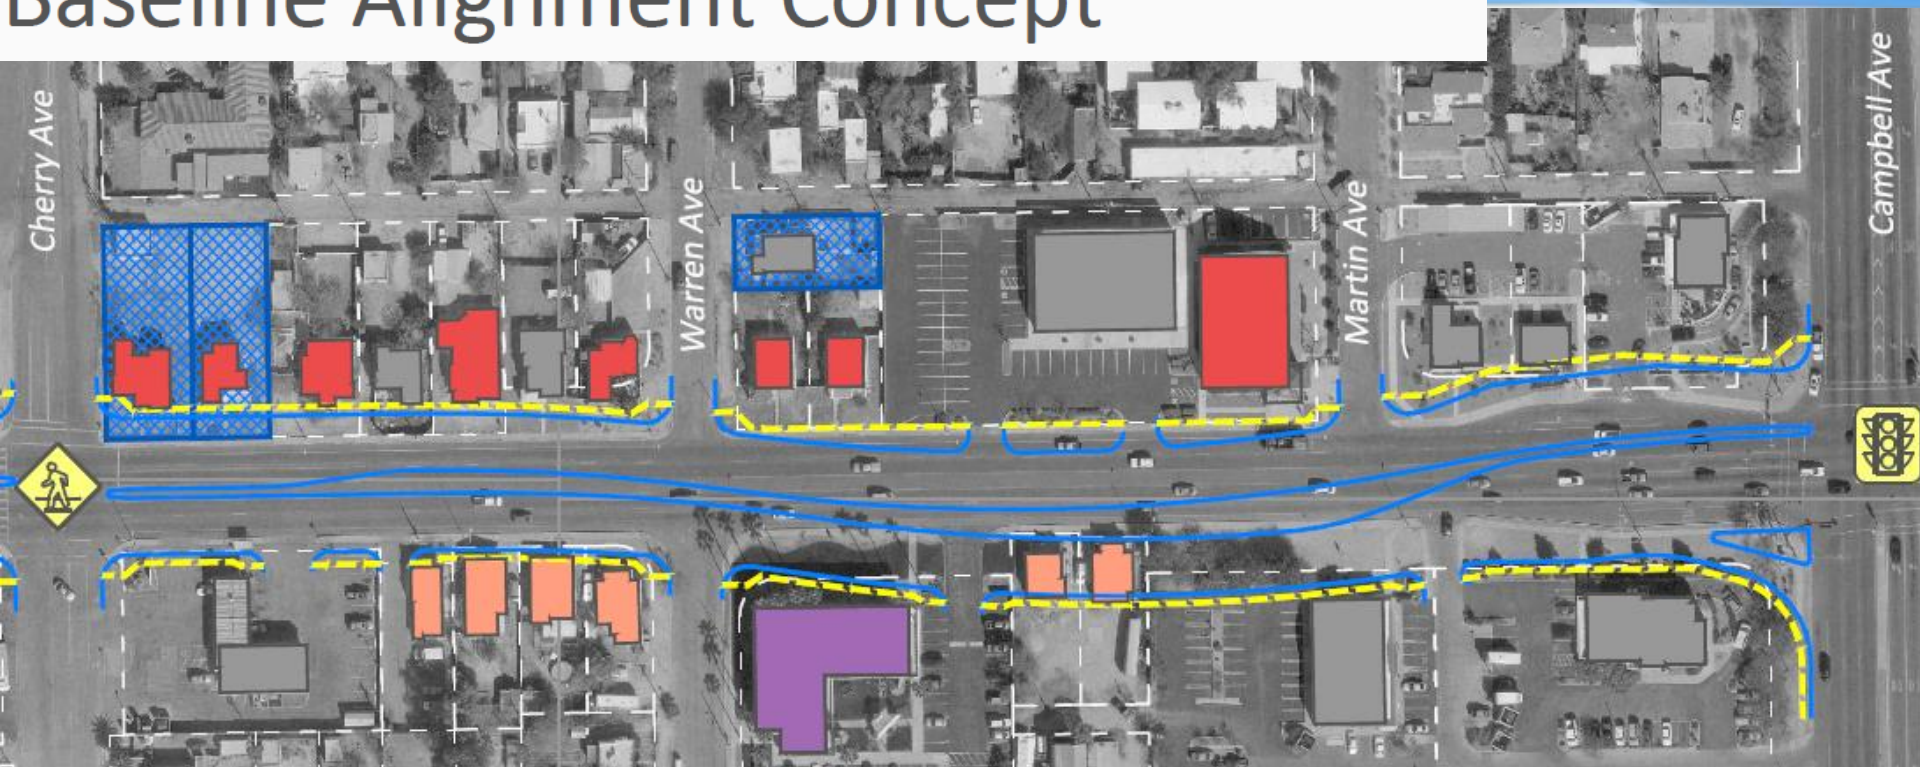 Baseline Alignment Concept
Cherry Ave
Warren Ave
Martin Ave
Campbell Ave